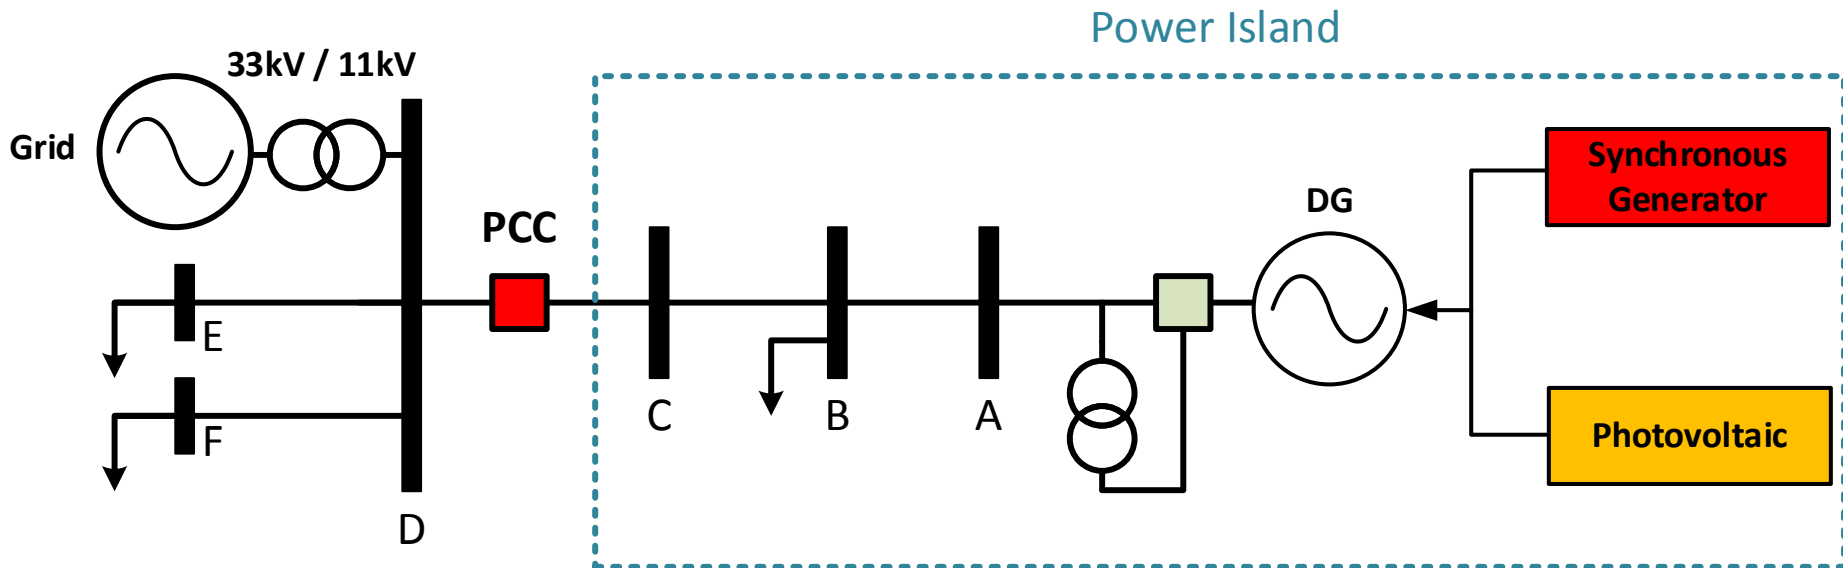 Power Island
33kV / 11kV
Grid
PCC
DG
Synchronous
Generator
E
F
D
C
B
A
Photovoltaic